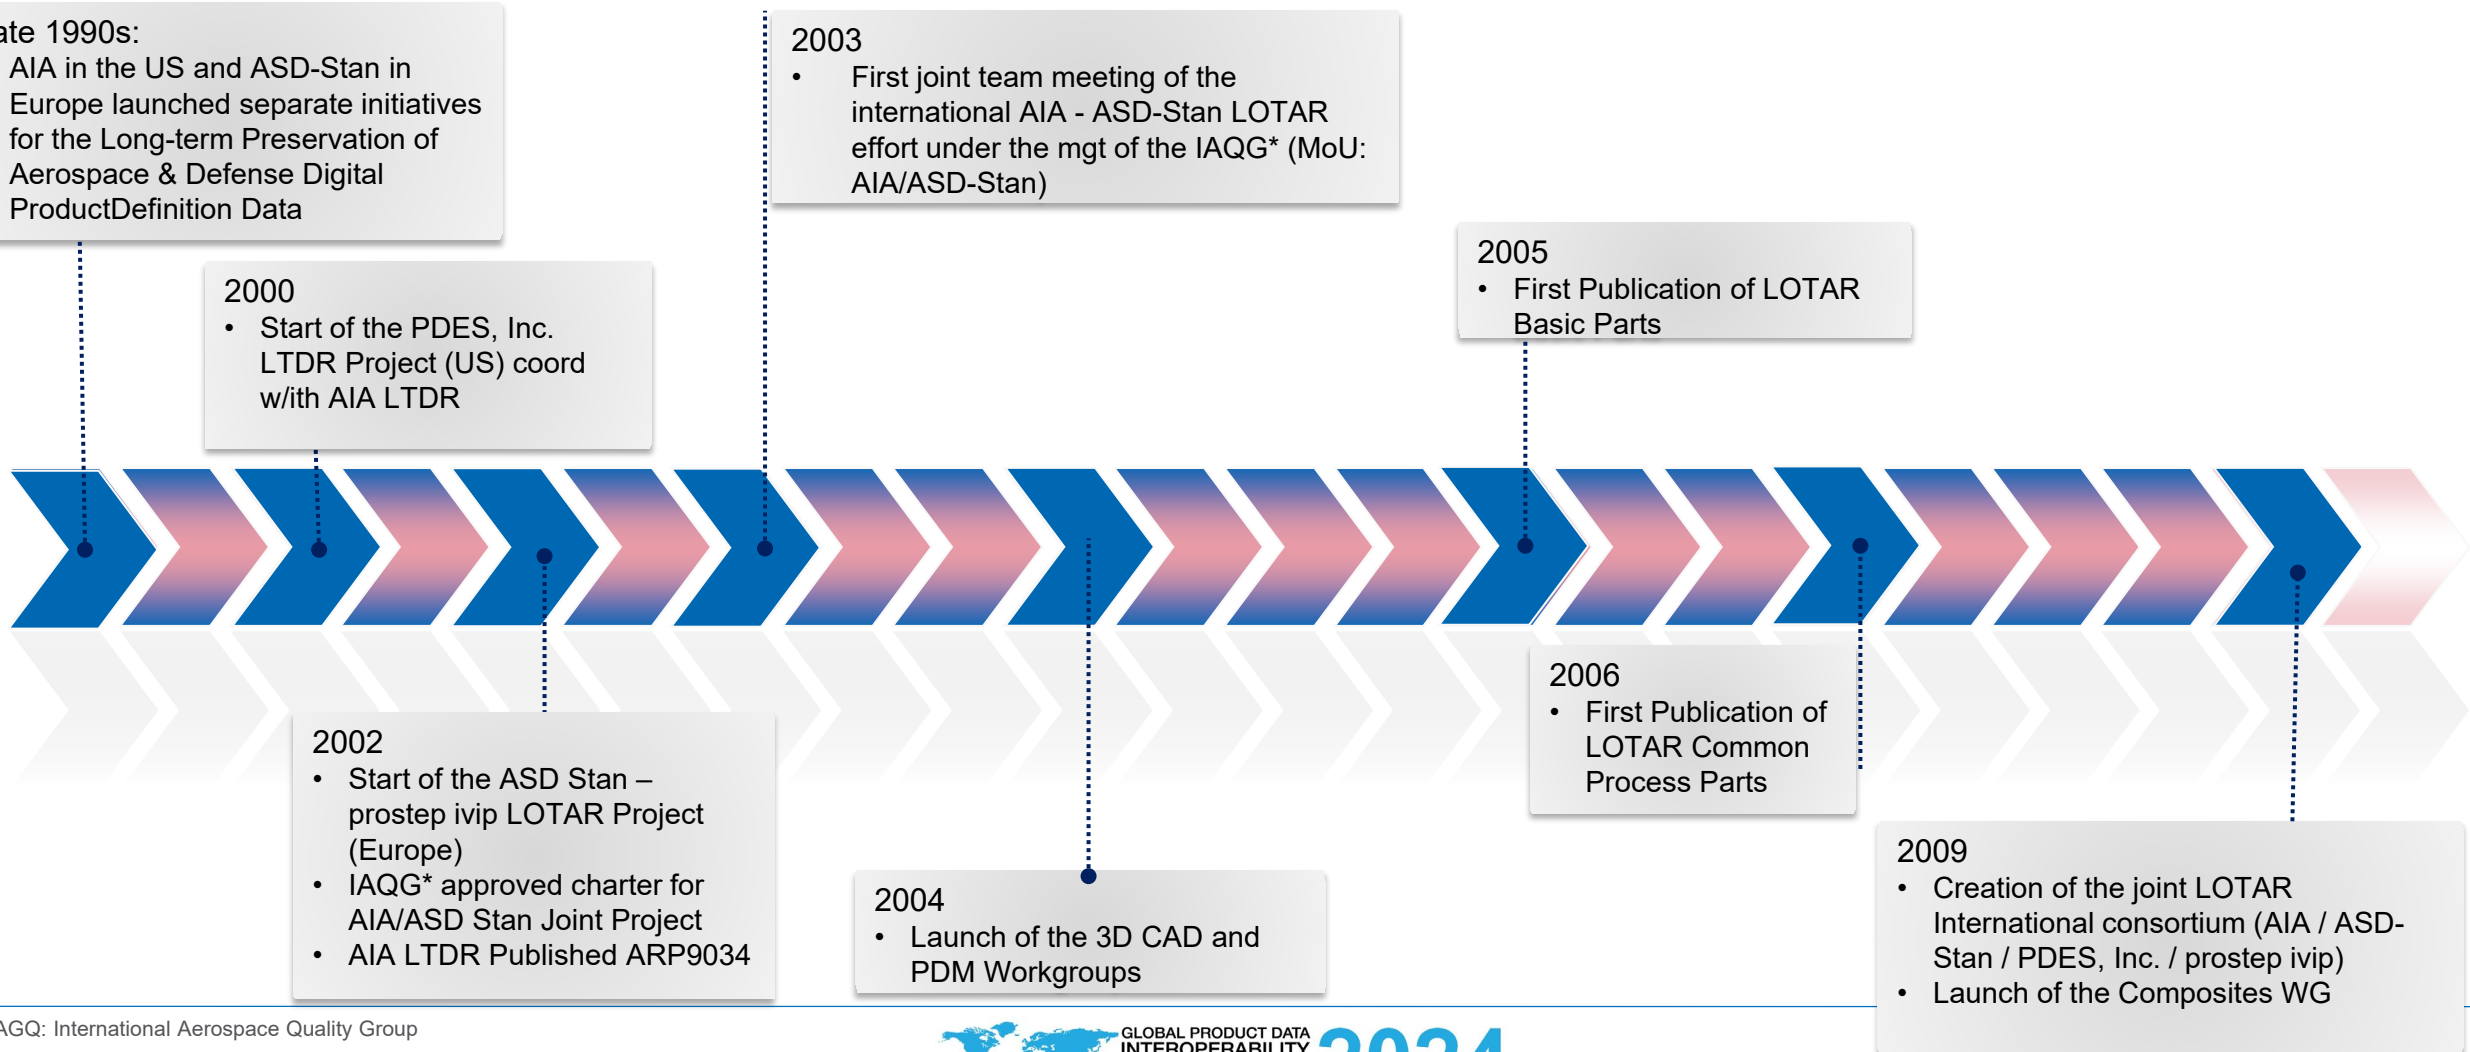 ate 1990s:
AIA in the US and ASD-Stan in
Europe launched separate initiatives
for the Long-term Preservation of
Aerospace & Defense Digital
ProductDefinition Data
2000
• Start of the PDES, Inc.
LTDR Project (US) coord
w/ith AIA LTDR
2002
• Start of the ASD Stan –
prostep ivip LOTAR Project
(Europe)
• IAQG* approved charter for
AIA/ASD Stan Joint Project
• AIA LTDR Published ARP9034
2003
• First joint team meeting of the
international AIA - ASD-Stan LOTAR
effort under the mgt of the IAQG* (MoU:
AIA/ASD-Stan)
2004
• Launch of the 3D CAD and
PDM Workgroups
2005
• First Publication of LOTAR
Basic Parts
2006
• First Publication of
LOTAR Common
Process Parts
2009
• Creation of the joint LOTAR
International consortium (AIA / ASD-
Stan / PDES, Inc. / prostep ivip)
• Launch of the Composites WG
AGQ: International Aerospace Quality Group
GLOBAL PRODUCT DATA
INTEROPERABILITY
2024